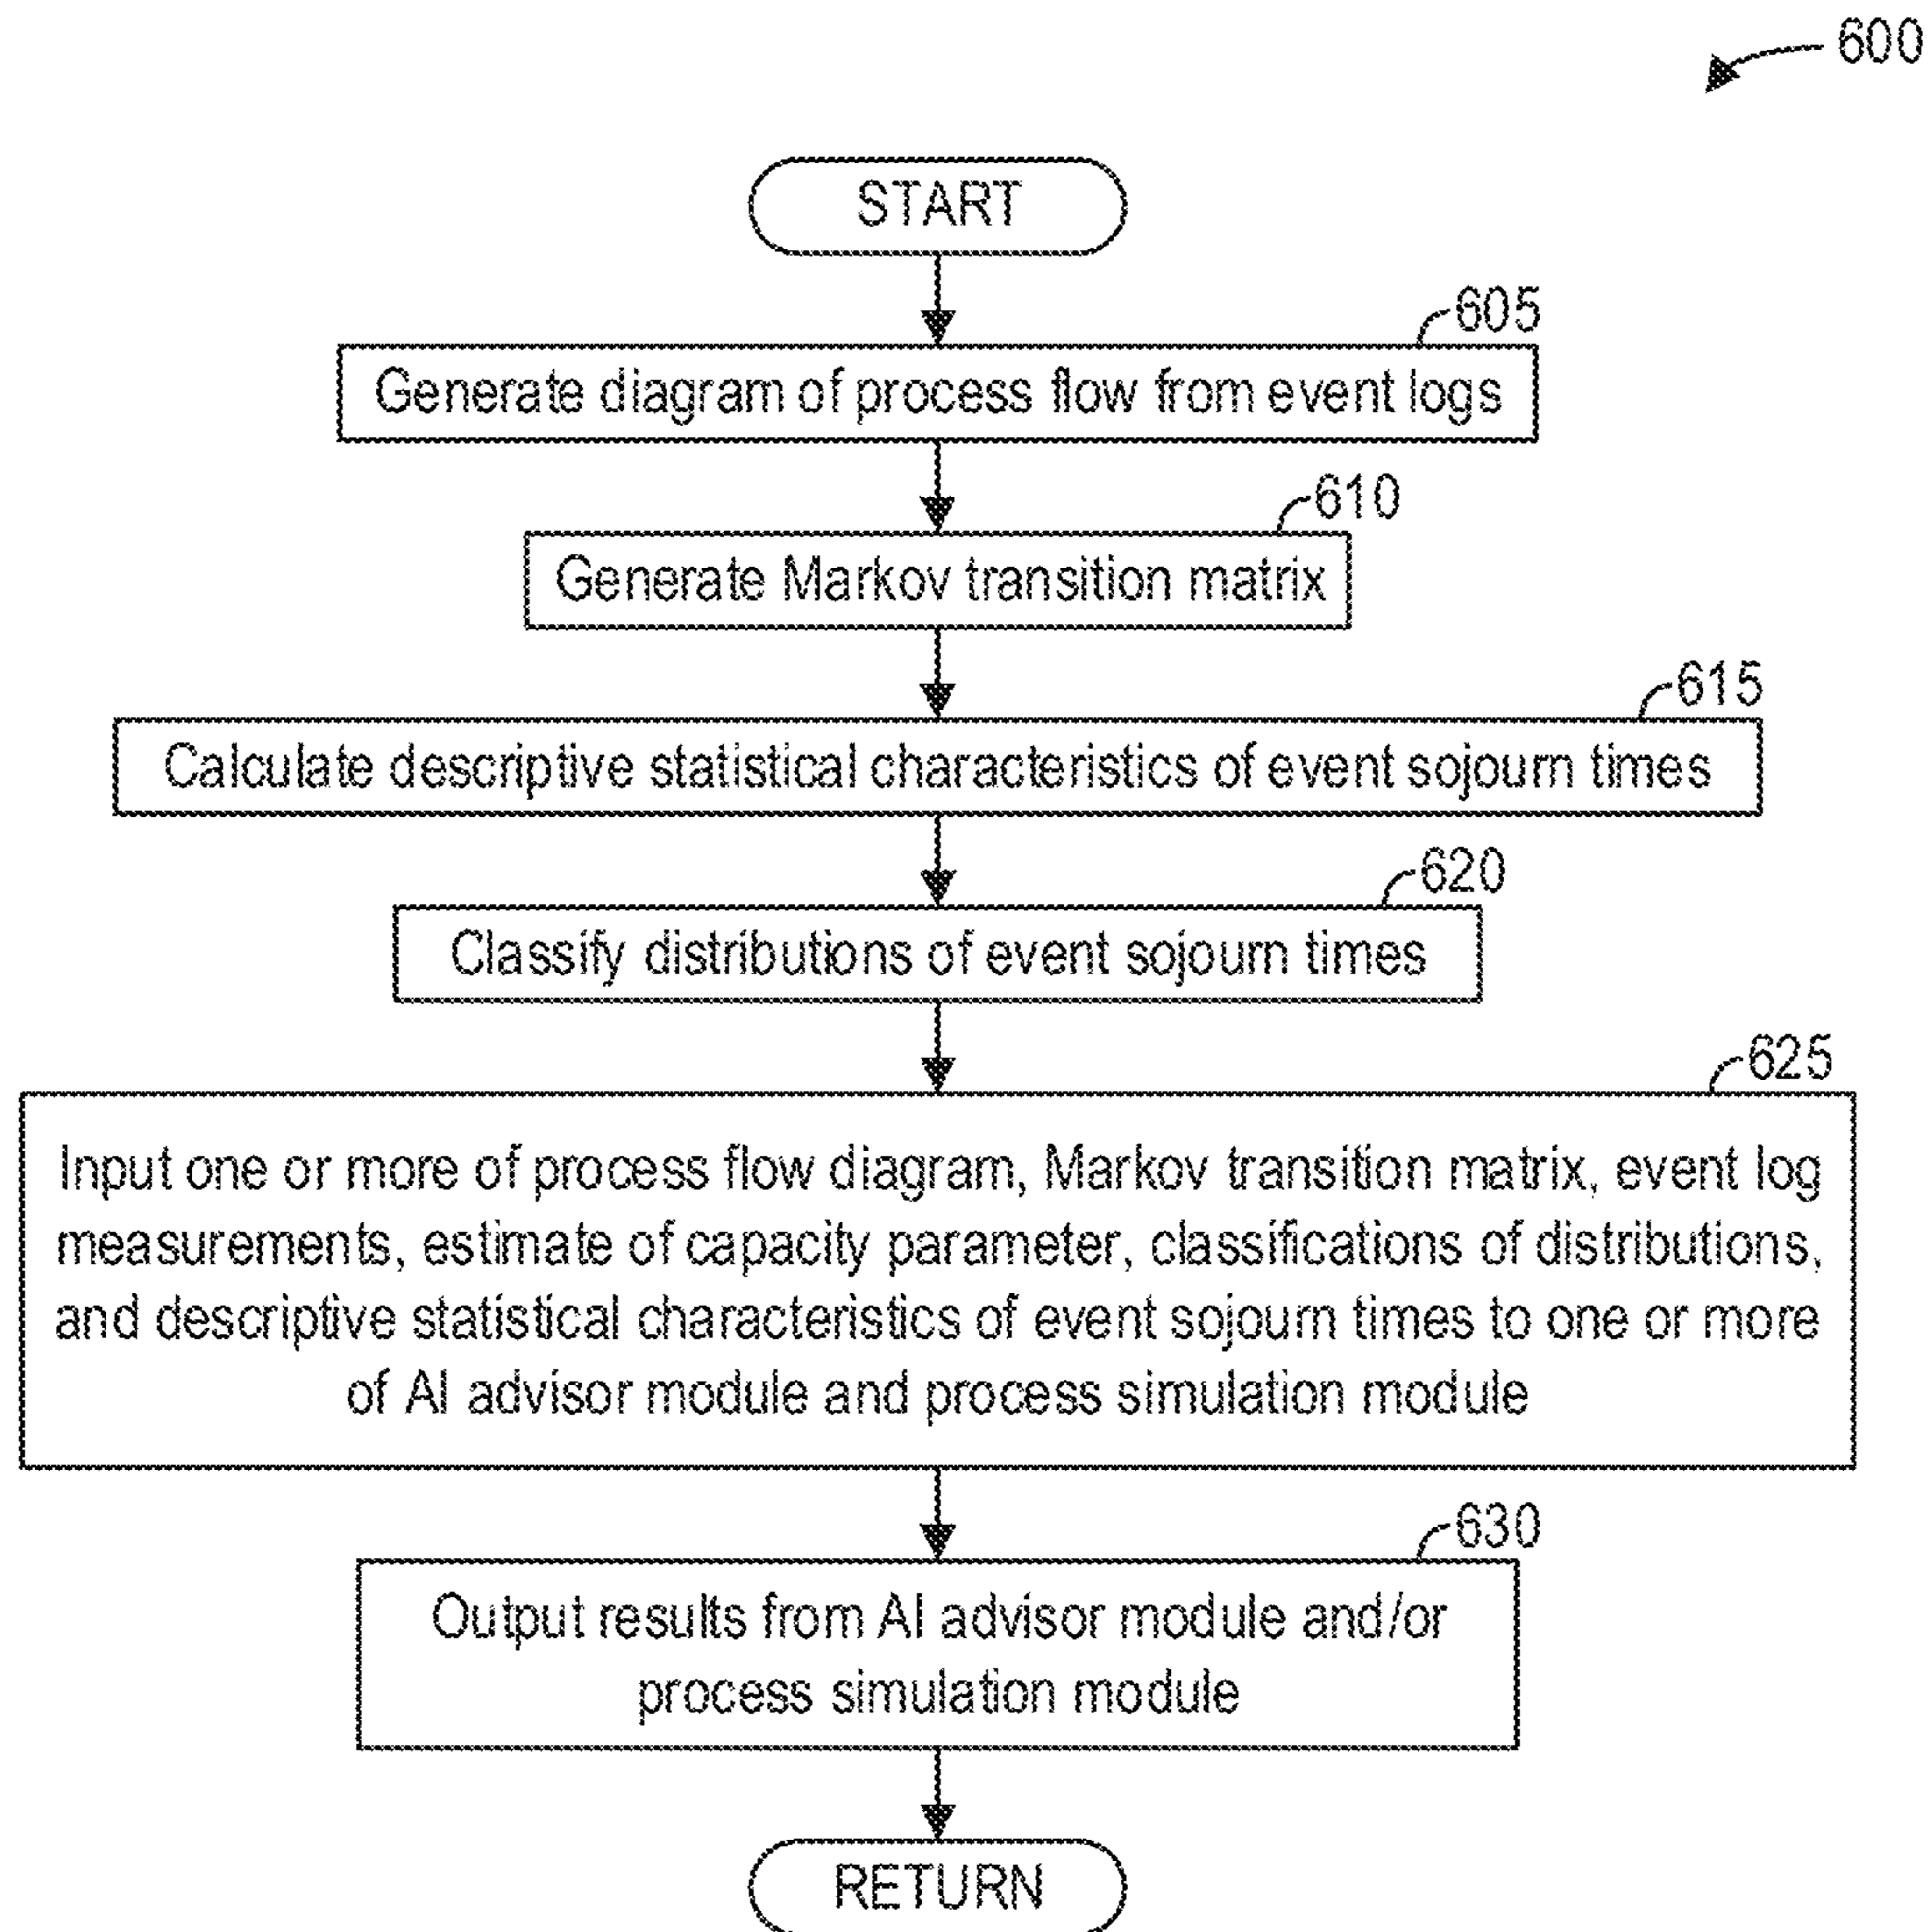 600
START
605
Generate diagram of process flow from event logs
610
Generate Markov transition matrix
615
Calculate descriptive statistical characteristics of event sojourn times
620
Classify distributions of event sojourn times
625
Input one or more of process flow diagram, Markov transition matrix, event log
measurements, estimate of capacity parameter, classifications of distributions,
and descriptive statistical characteristics of event sojourn times to one or more
of AI advisor module and process simulation module
630
Output results from AI advisor module and/or
process simulation module
RETURN